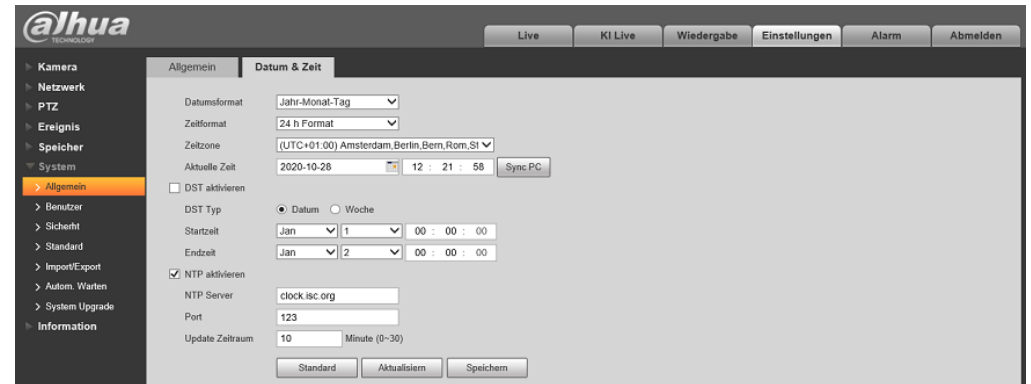 alhua
TECHNOLOGY
Live KI Live Wiedergabe Einstellungen Alarm Abmelden
Kamera
Netzwerk
PTZ
Ereignis
Speicher
System
Allgemein
Benutzer
Sicherht
Standard
Import/Export
Autom. Warten
System Upgrade
Information
Allgemein Datum & Zeit
Datumsformat Jahr-Monat-Tag
Zeitformat 24 h Format
Zeitzone (UTC+01:00) Amsterdam,Berlin,Bern,Rom,St
Aktuelle Zeit 2020-10-28 12 : 21 : 58 Sync PC
DST aktivieren
DST Typ Datum Woche
Startzeit Jan 1 00 : 00 : 00
Endzeit Jan 2 00 : 00 : 00
NTP aktivieren
NTP Server clock.isc.org
Port 123
Update Zeitraum 10 Minute (0~30)
Standard Aktualisiern Speichern